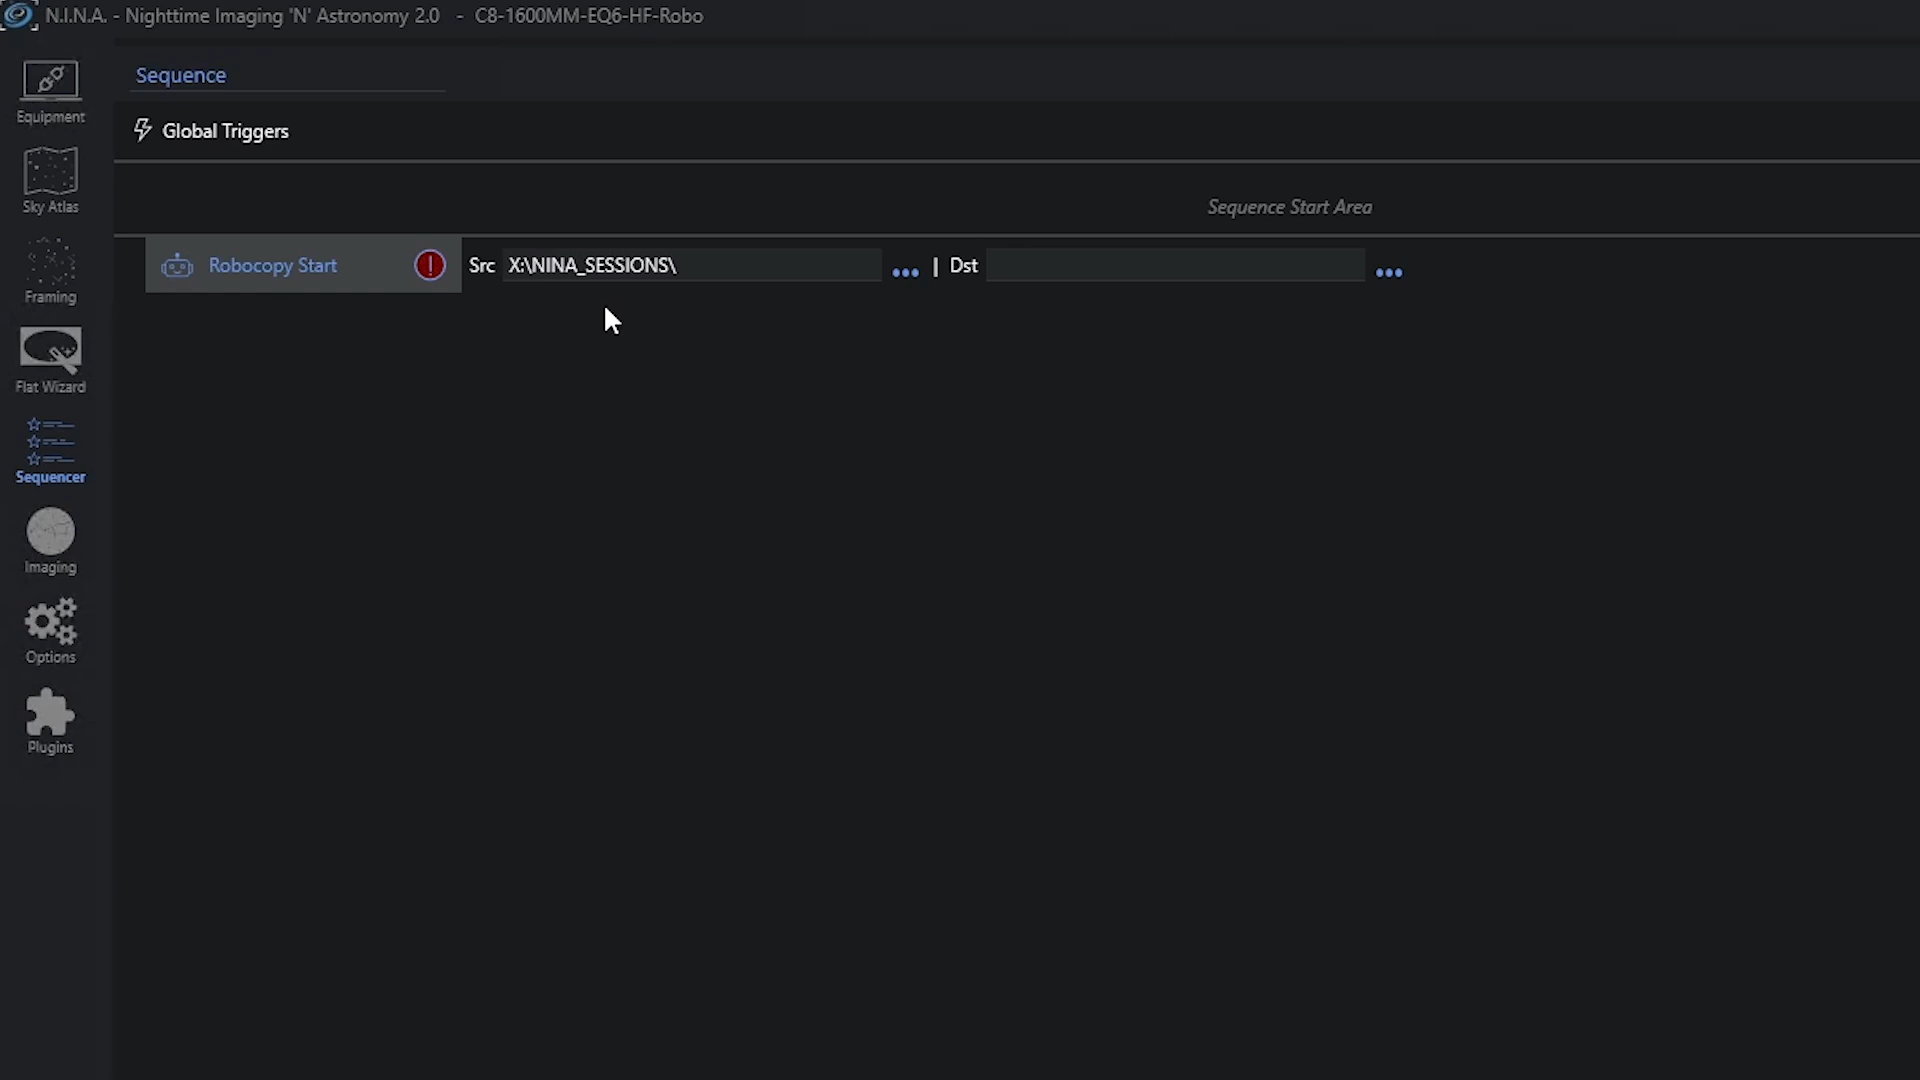 N.I.N.A. - Nighttime Imaging 'N' Astronomy 2.0 - C8-1600MM-EQ6-HF-Robo
Equipment
Sky Atlas
Framing
Flat Wizard
Sequencer
Imaging
Options
Plugins
Sequence
Global Triggers
Sequence Start Area
Robocopy Start ! Src X:\NINA_SESSIONS\ ... | Dst ...